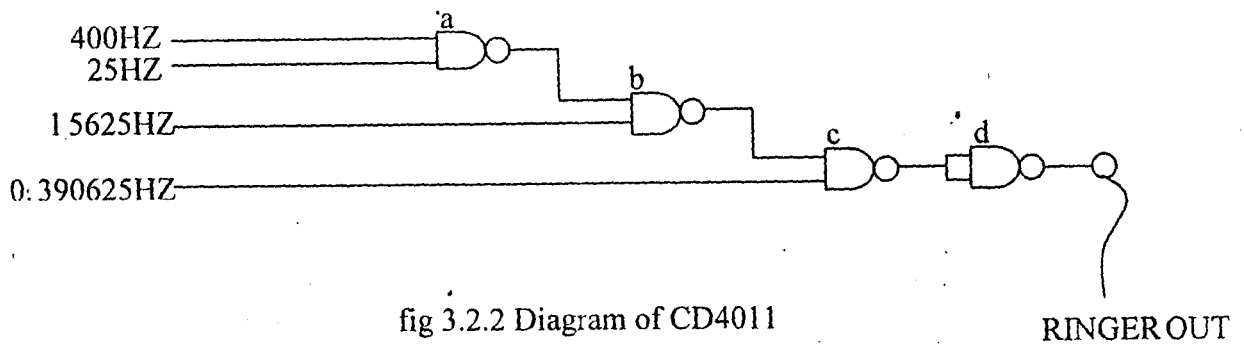 a
400HZ
25HZ
b
1.5625HZ
c
d
0.390625HZ
fig 3.2.2 Diagram of CD4011
RINGER OUT